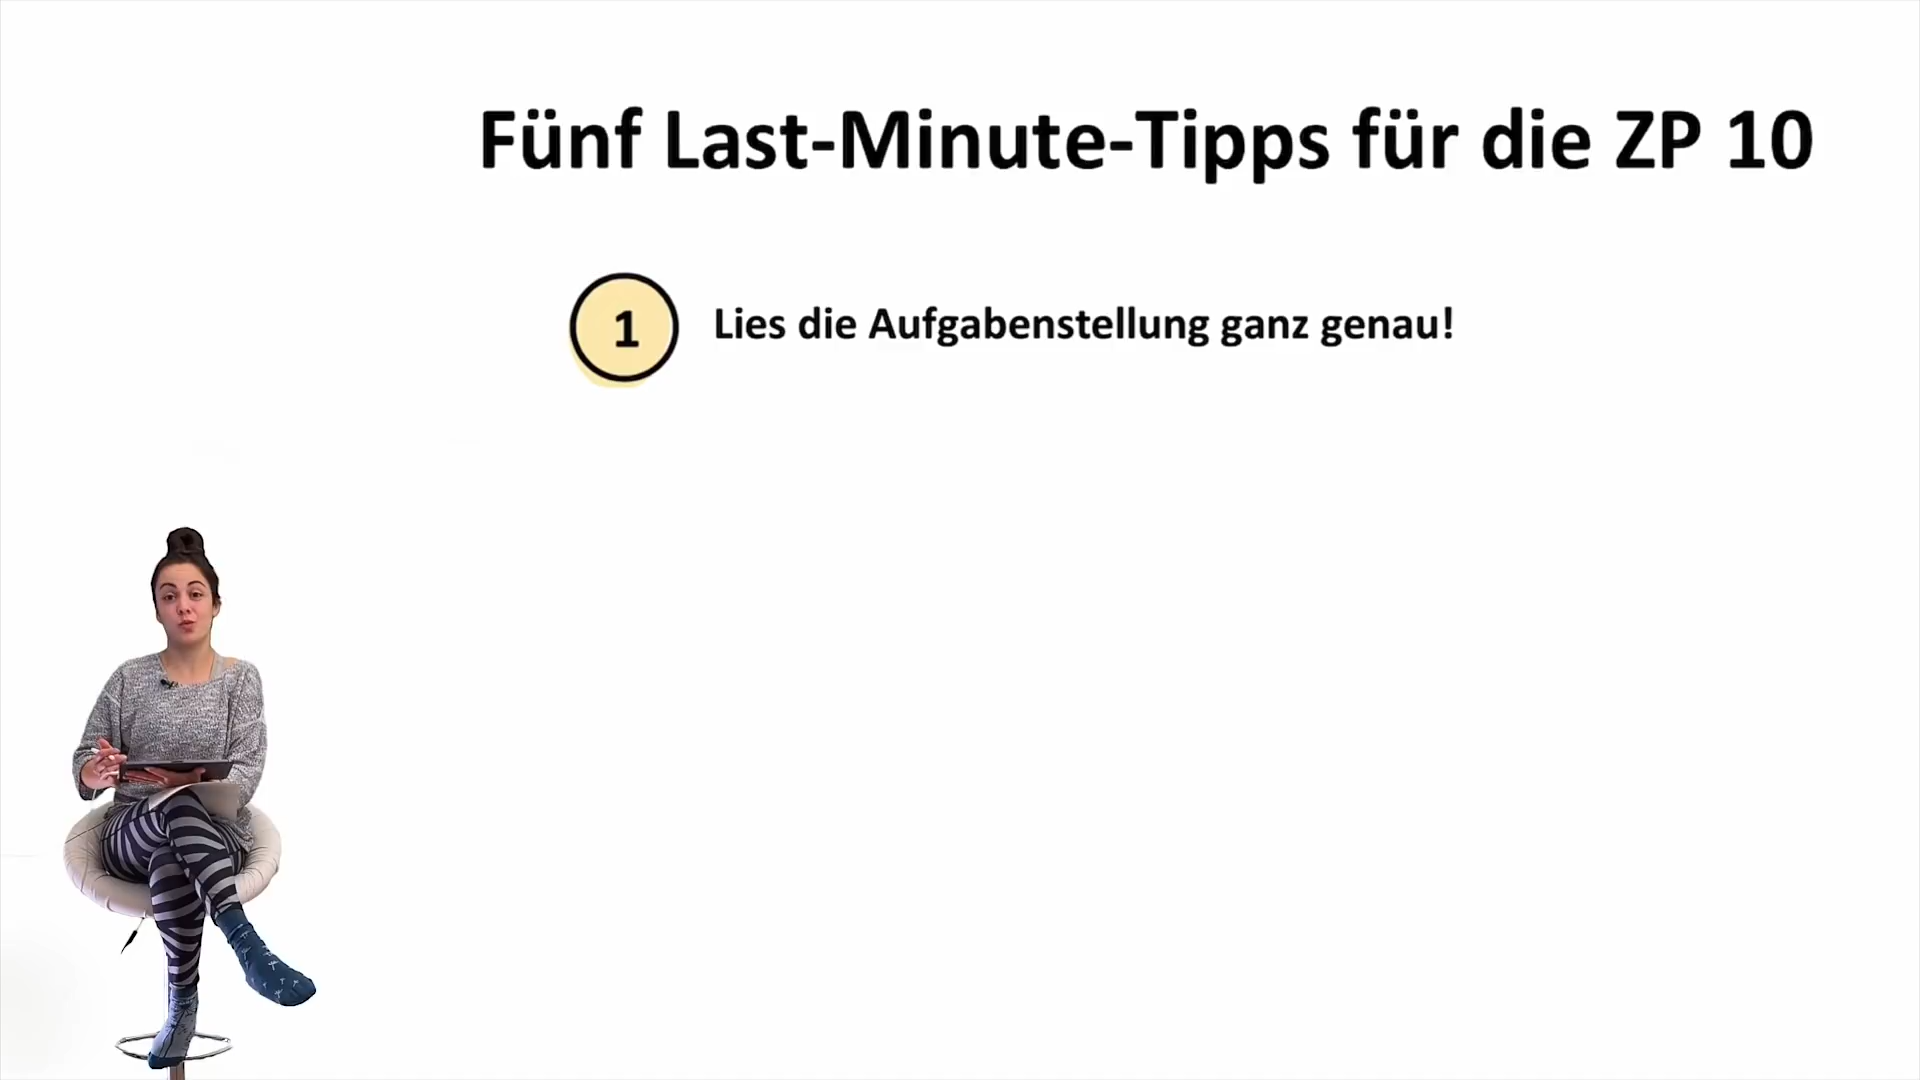 Fünf Last-Minute-Tipps für die ZP 10
1 Lies die Aufgabenstellung ganz genau!